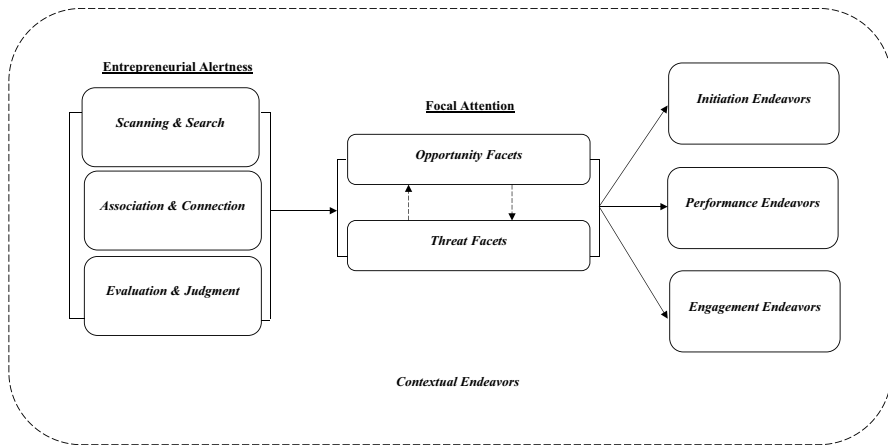 Entrepreneurial Alertness
Scanning & Search
Association & Connection
Evaluation & Judgment
Focal Attention
Opportunity Facets
Threat Facets
Initiation Endeavors
Performance Endeavors
Engagement Endeavors
Contextual Endeavors